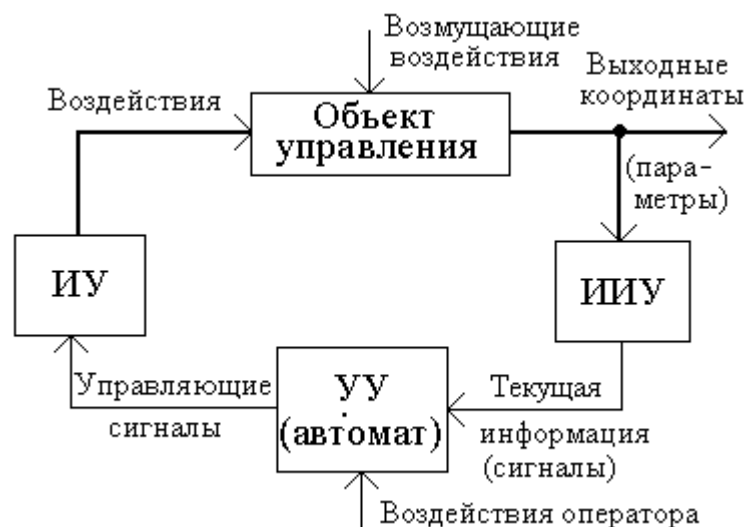 Возмущающие
воздействия
Выходные
координаты
Воздействия
Обьект
управления
(пара-
метры)
ИУ
ИИУ
Управляющие
сигналы
УУ
(автомат)
Текущая
информация
(сигналы)
Воздействия оператора